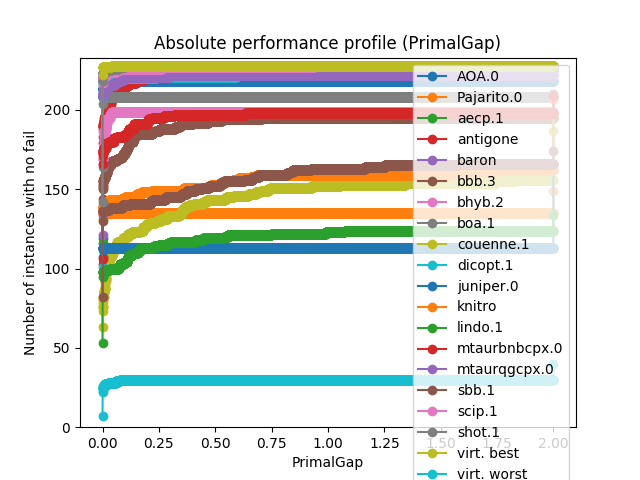 Absolute performance profile (PrimalGap)
Number of instances with no fail
200
150
100
50
0
0.00 0.25 0.50 0.75 1.00 1.25 1.50 1.75 2.00
PrimalGap
AOA.0
Pajarito.0
aecp.1
antigone
baron
bbb.3
bhyb.2
boa.1
couenne.1
dicopt.1
juniper.0
knitro
lindo.1
mtaurbnbcpx.0
mtaurqgcpx.0
sbb.1
scip.1
shot.1
virt. best
virt. worst